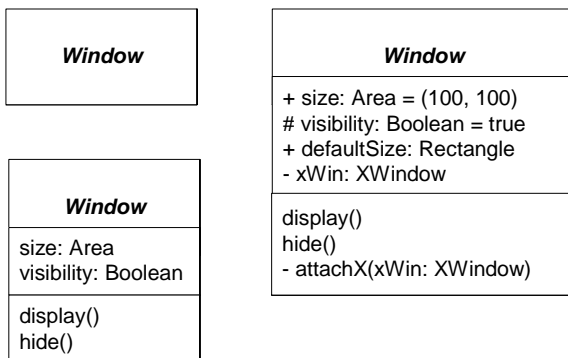 Window
Window
size: Area
visibility: Boolean
display()
hide()
Window
+ size: Area = (100, 100)
# visibility: Boolean = true
+ defaultSize: Rectangle
- xWin: XWindow
display()
hide()
- attachX(xWin: XWindow)